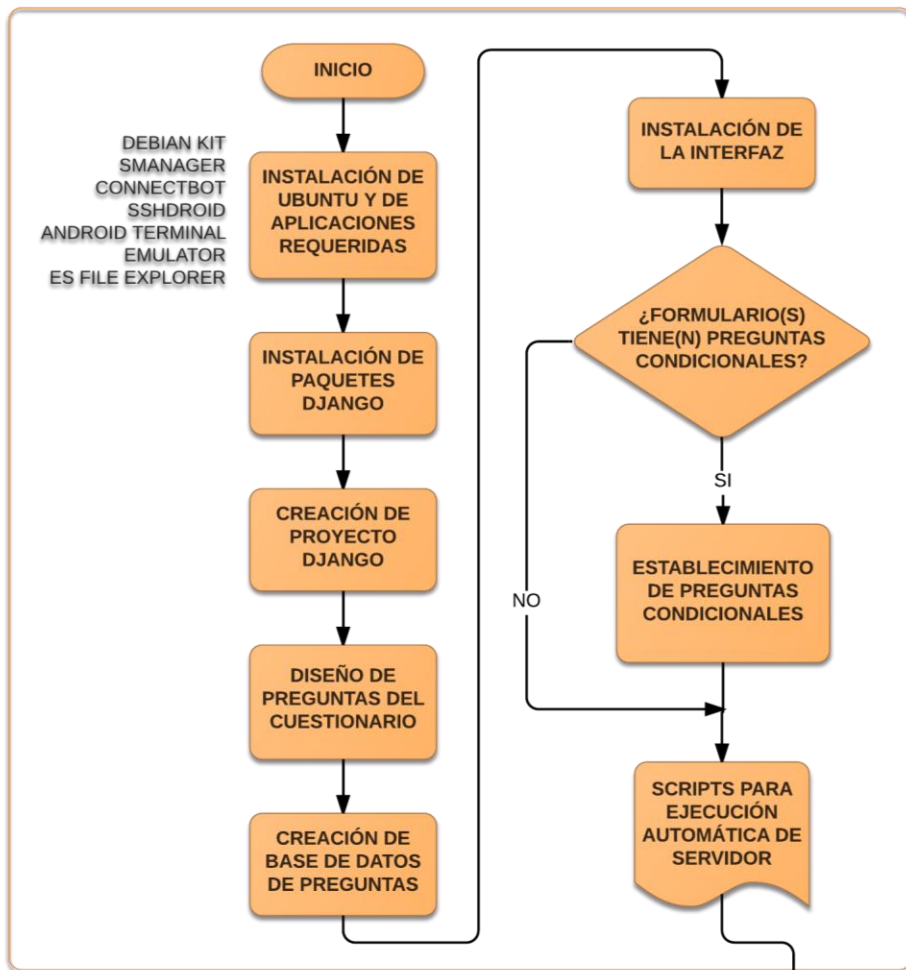 INICIO
DEBIAN KIT
SMANAGER
CONNECTBOT
SSHDROID
ANDROID TERMINAL
EMULATOR
ES FILE EXPLORER
INSTALACIÓN DE
UBUNTU Y DE
APLICACIONES
REQUERIDAS
INSTALACIÓN DE
PAQUETES
DJANGO
CREACIÓN DE
PROYECTO
DJANGO
DISEÑO DE
PREGUNTAS DEL
CUESTIONARIO
CREACIÓN DE
BASE DE DATOS
DE PREGUNTAS
INSTALACIÓN DE
LA INTERFAZ
¿FORMULARIO(S)
TIENE(N) PREGUNTAS
CONDICIONALES?
SI
NO
ESTABLECIMIENTO
DE PREGUNTAS
CONDICIONALES
SCRIPTS PARA
EJECUCIÓN
AUTOMÁTICA DE
SERVIDOR